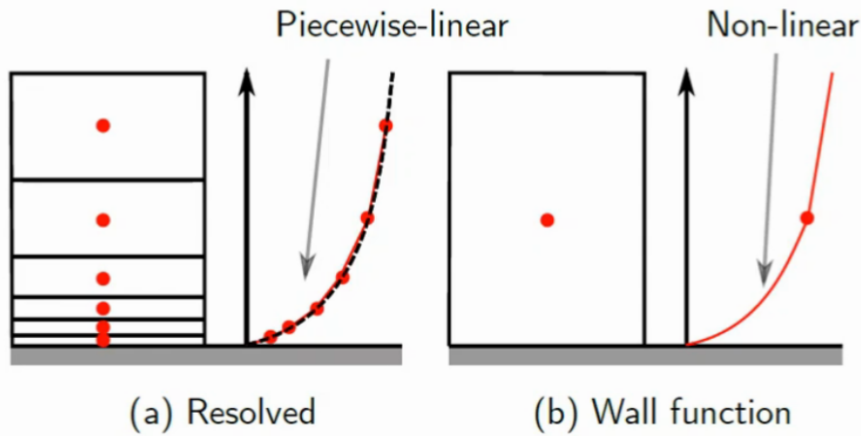 Piecewise-linear
Non-linear
(a) Resolved
(b) Wall function